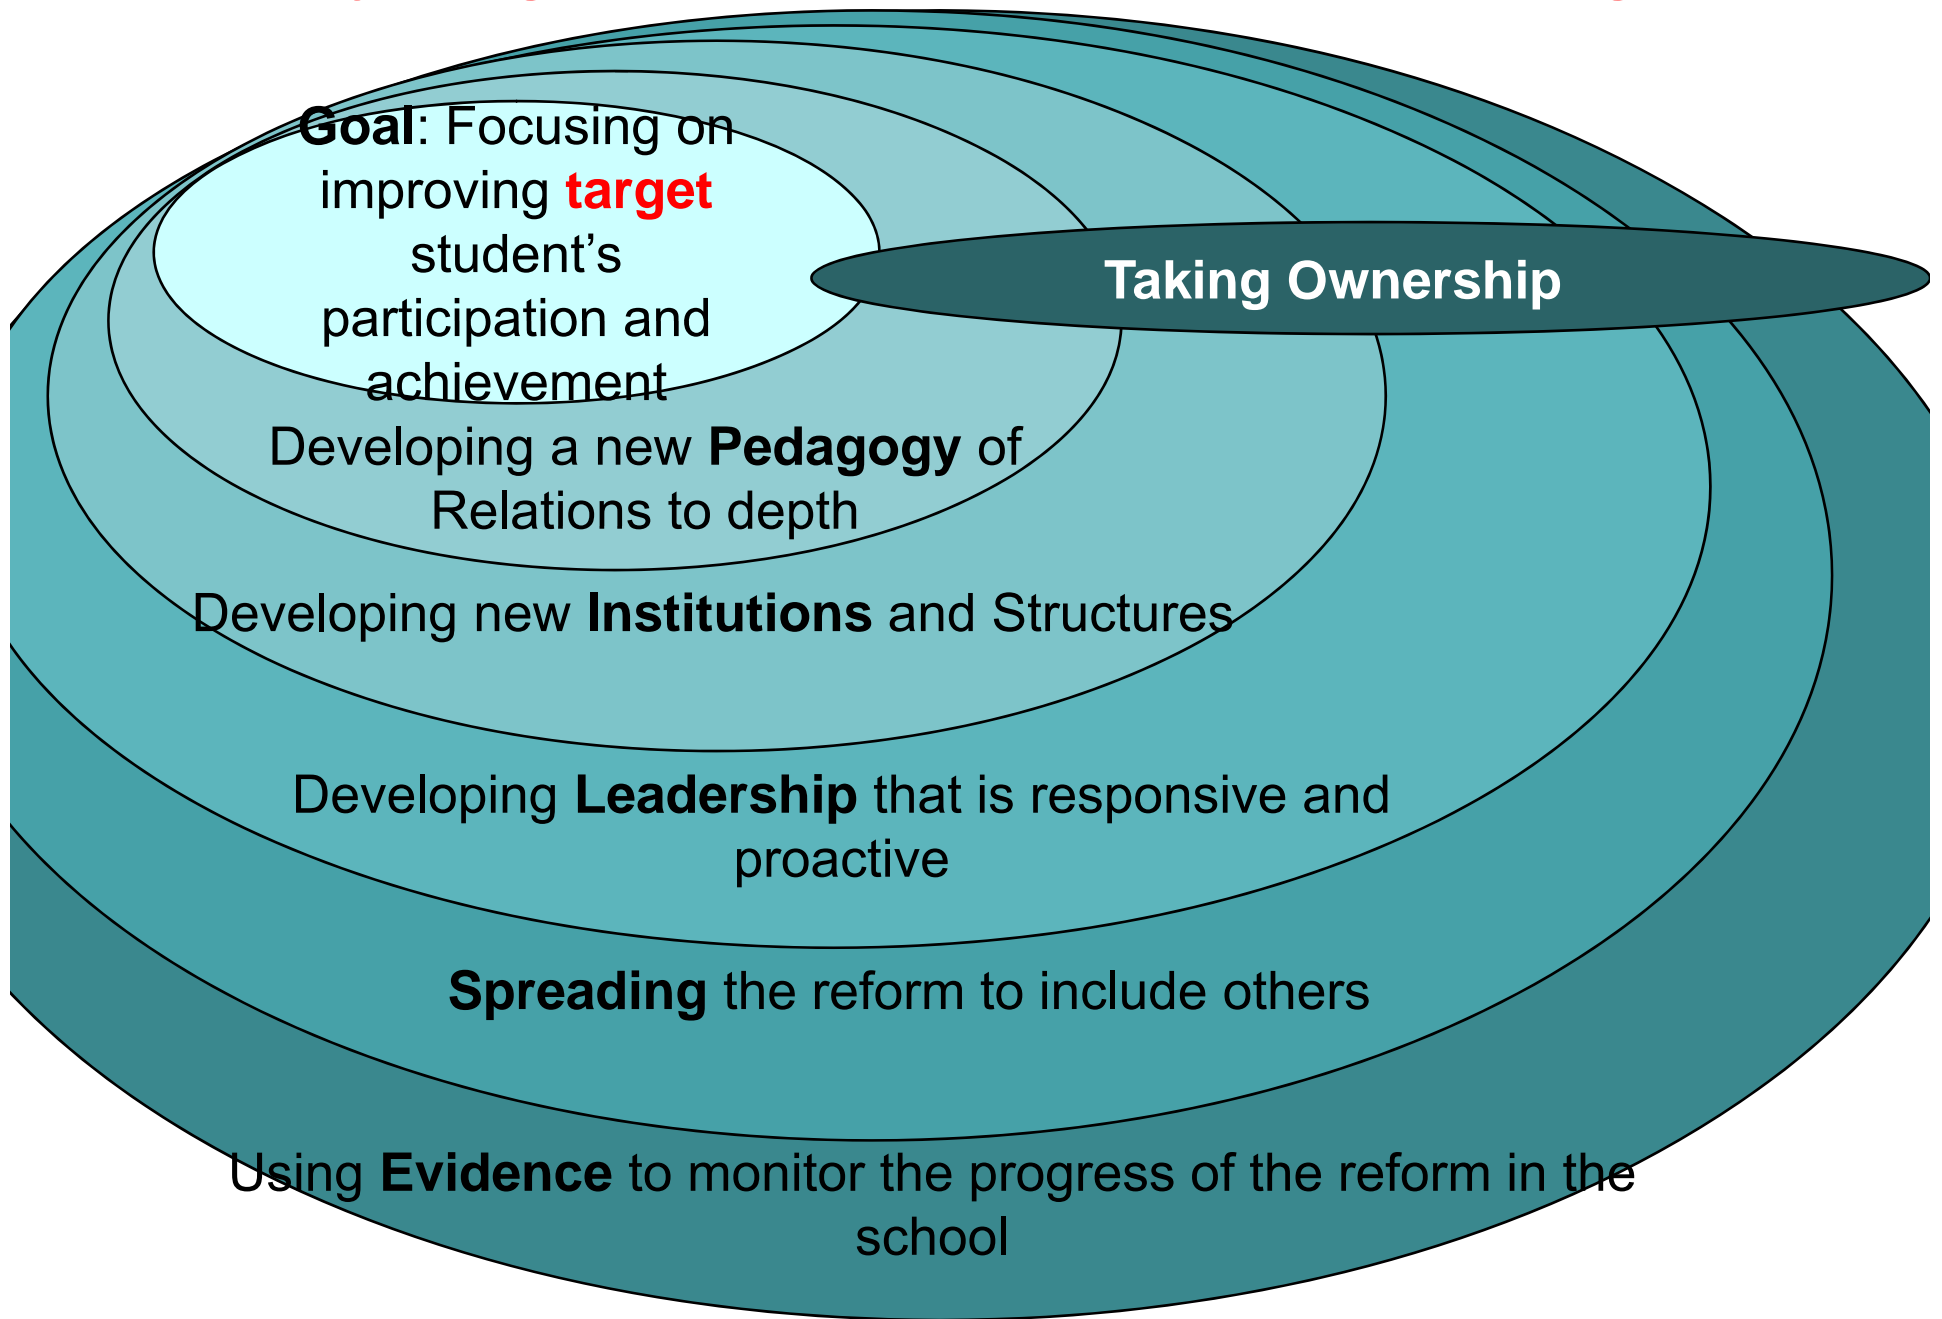 Goal: Focusing on
improving target
student’s
participation and
achievement
Taking Ownership
Developing a new Pedagogy of
Relations to depth
Developing new Institutions and Structures
Developing Leadership that is responsive and
proactive
Spreading the reform to include others
Using Evidence to monitor the progress of the reform in the
school